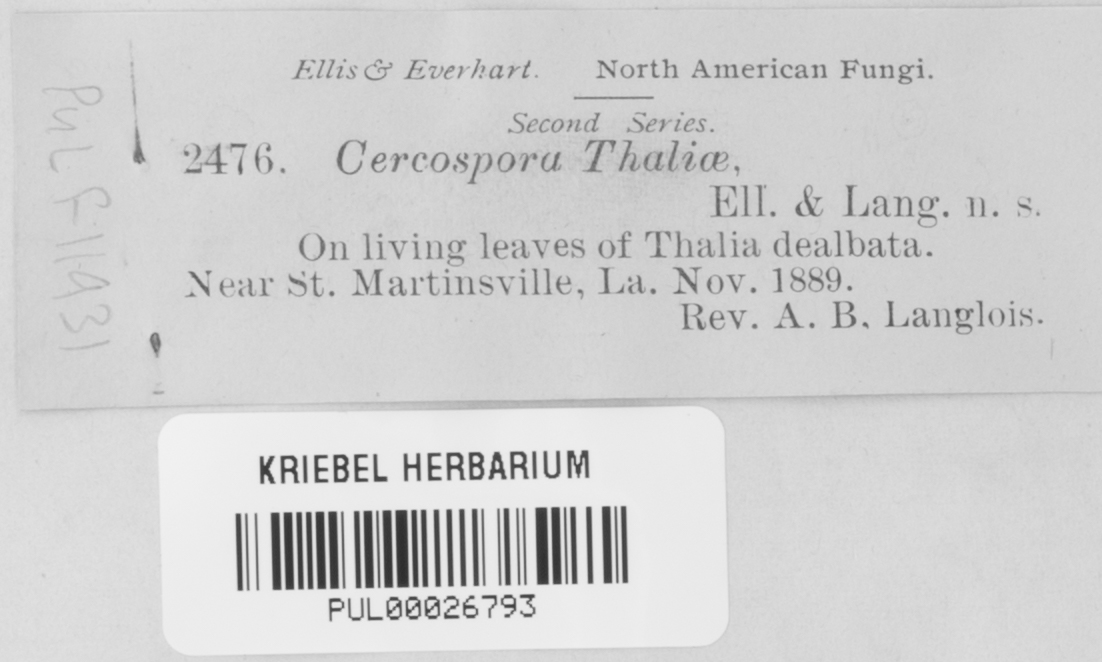 Ellis & Everhart. North American Fungi.
Second Series.
2476. Cercospora Thaliæ,
Ell. & Lang. n. s.
On living leaves of Thalia dealbata.
Near St. Martinsville, La. Nov. 1889.
Rev. A. B. Langlois.
PUL F11931
KRIEBEL HERBARIUM
PUL00026793